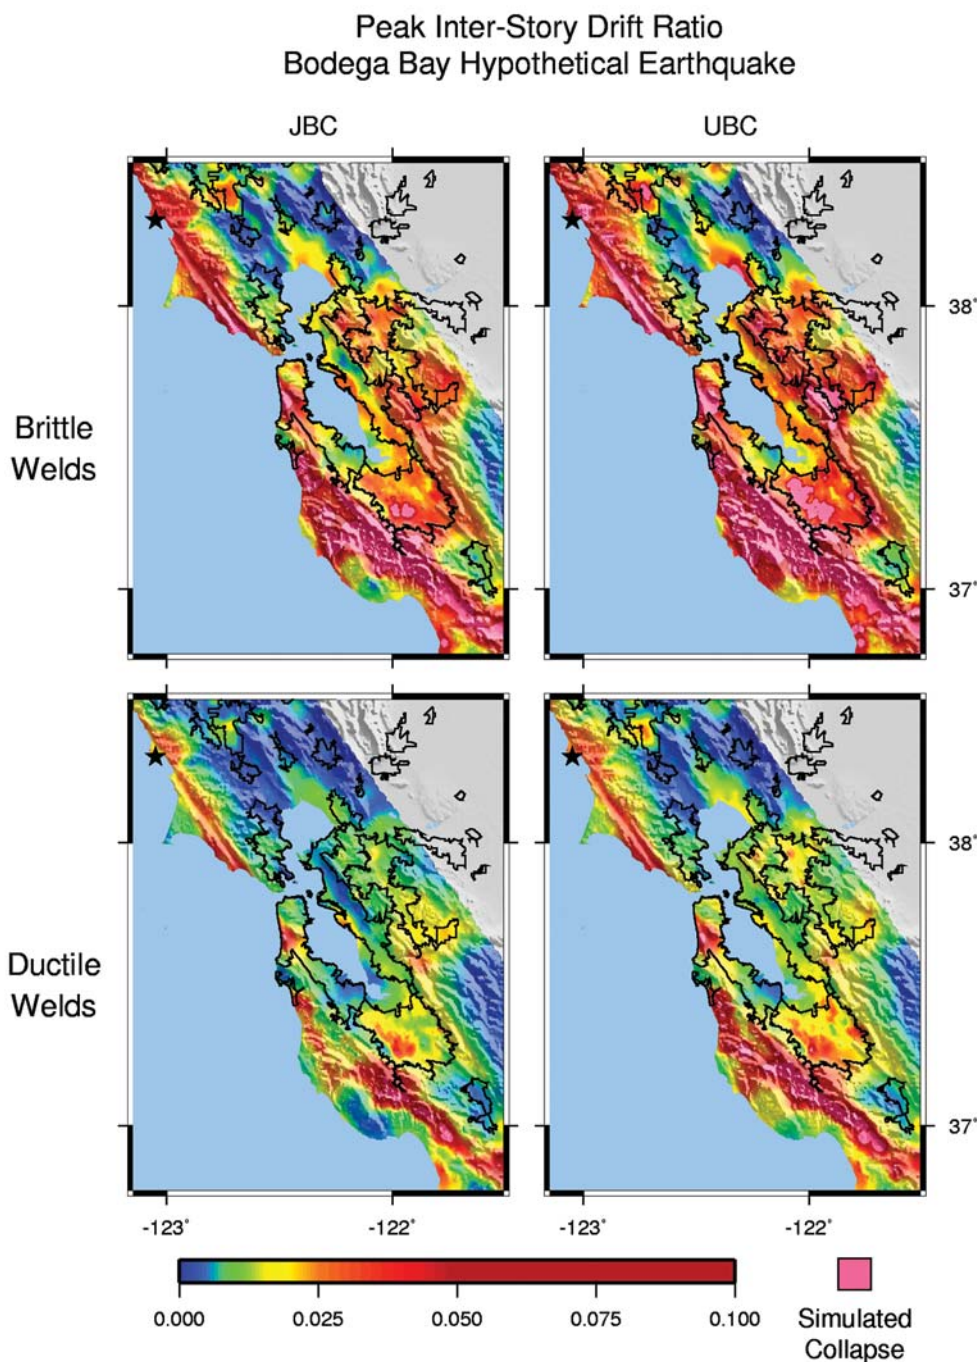 Peak Inter-Story Drift Ratio
Bodega Bay Hypothetical Earthquake
JBC
UBC
38˚
Brittle
Welds
37˚
38˚
Ductile
Welds
37˚
-123˚
-122˚
-123˚
-122˚
0.000
0.025
0.050
0.075
0.100
Simulated
Collapse